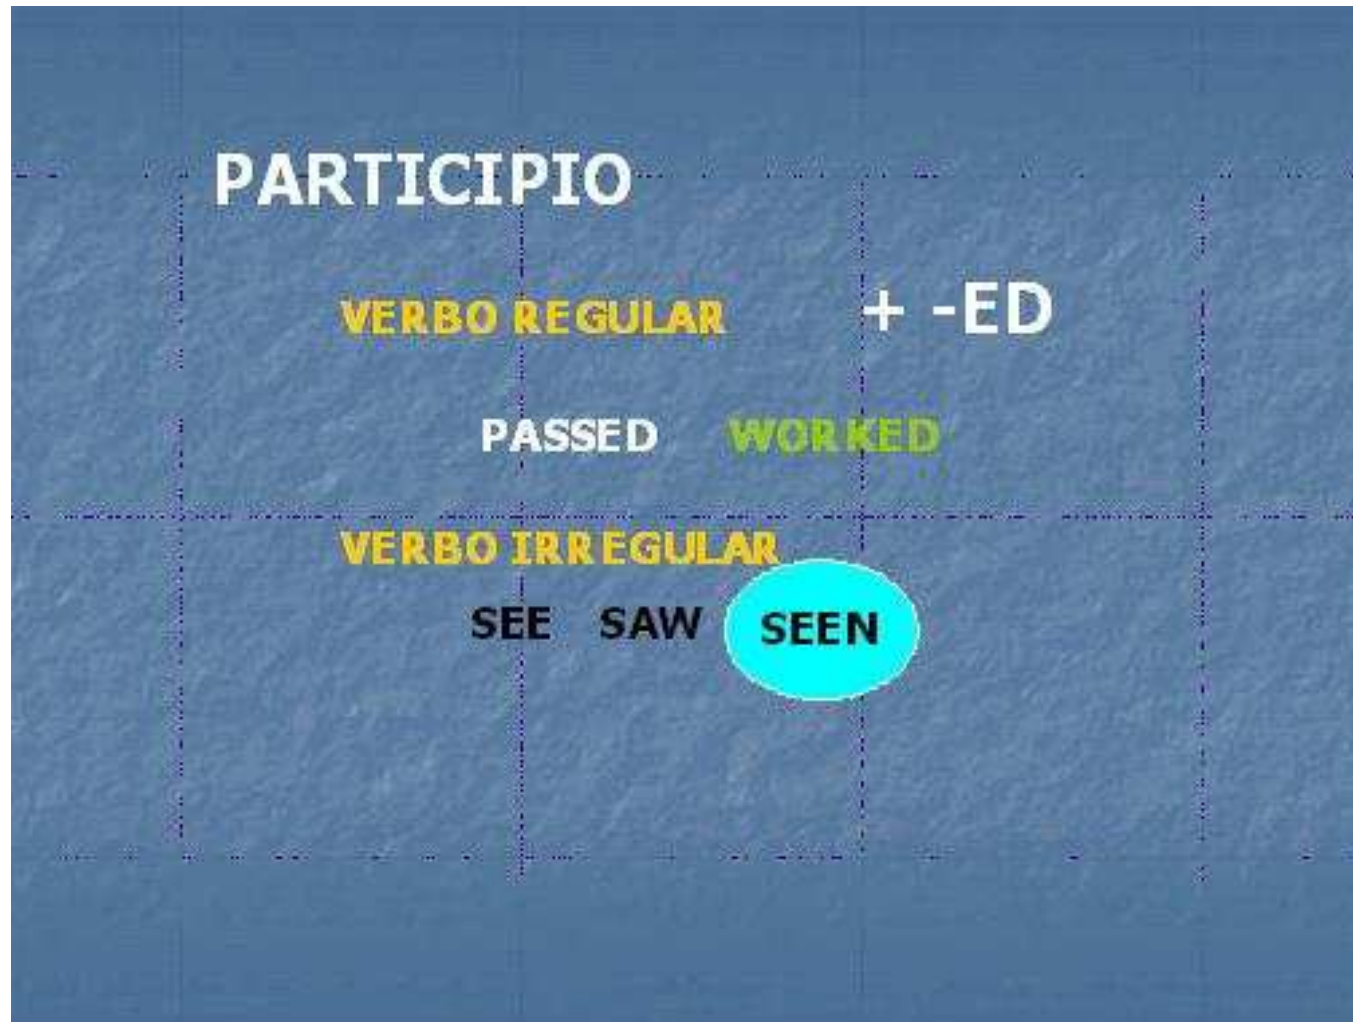 PARTICIPIO
VERBO REGULAR + -ED
PASSED WORKED
VERBO IRREGULAR
SEE SAW SEEN